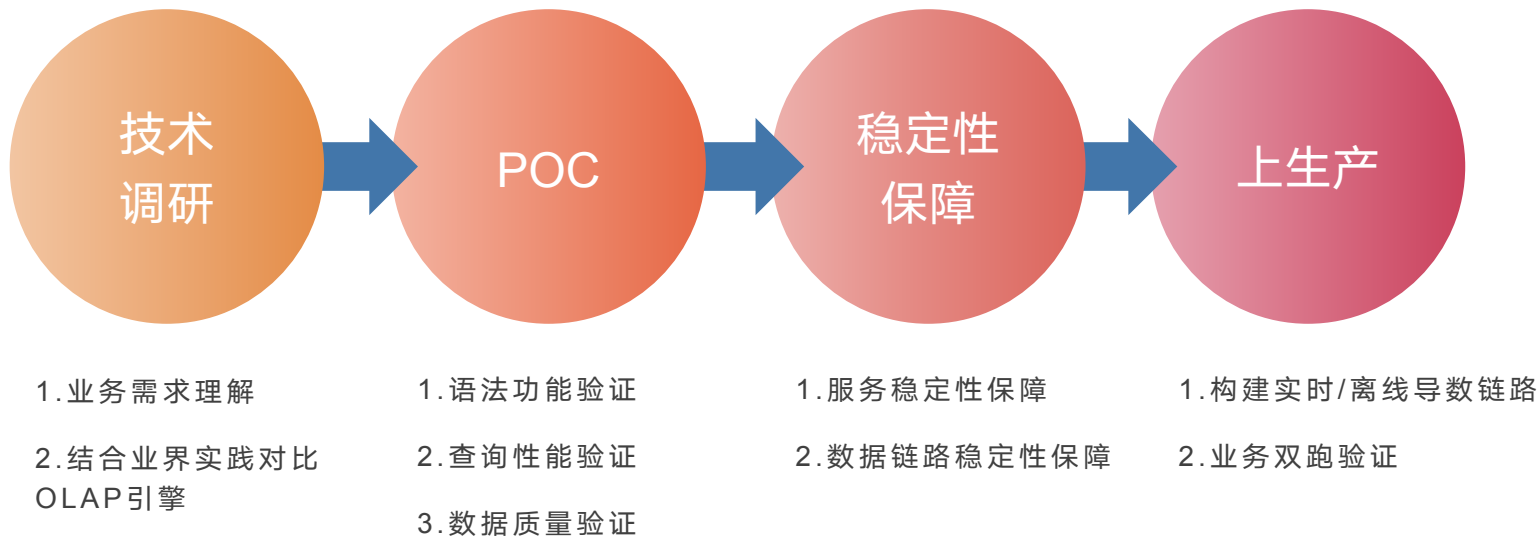 技术
调研
POC
稳定性
保障
上生产
1.业务需求理解
2.结合业界实践对比
OLAP引擎
1.语法功能验证
2.查询性能验证
3.数据质量验证
1.服务稳定性保障
2.数据链路稳定性保障
1.构建实时/离线导数链路
2.业务双跑验证